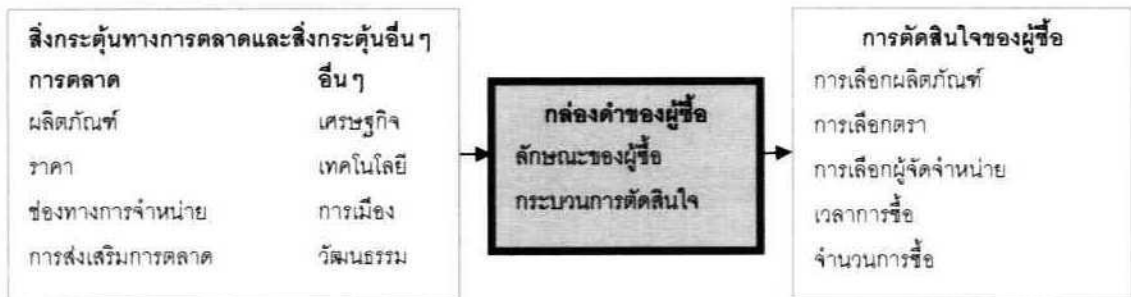 สิ่งกระตุ้นทางการตลาดและสิ่งกระตุ้นอื่นๆ
การตลาด อื่นๆ
ผลิตภัณฑ์ เศรษฐกิจ
ราคา เทคโนโลยี
ช่องทางการจำหน่าย การเมือง
การส่งเสริมการตลาด วัฒนธรรม
กล่องดำของผู้ซื้อ
ลักษณะของผู้ซื้อ
กระบวนการตัดสินใจ
การตัดสินใจของผู้ซื้อ
การเลือกผลิตภัณฑ์
การเลือกตรา
การเลือกผู้จัดจำหน่าย
เวลาการซื้อ
จำนวนการซื้อ